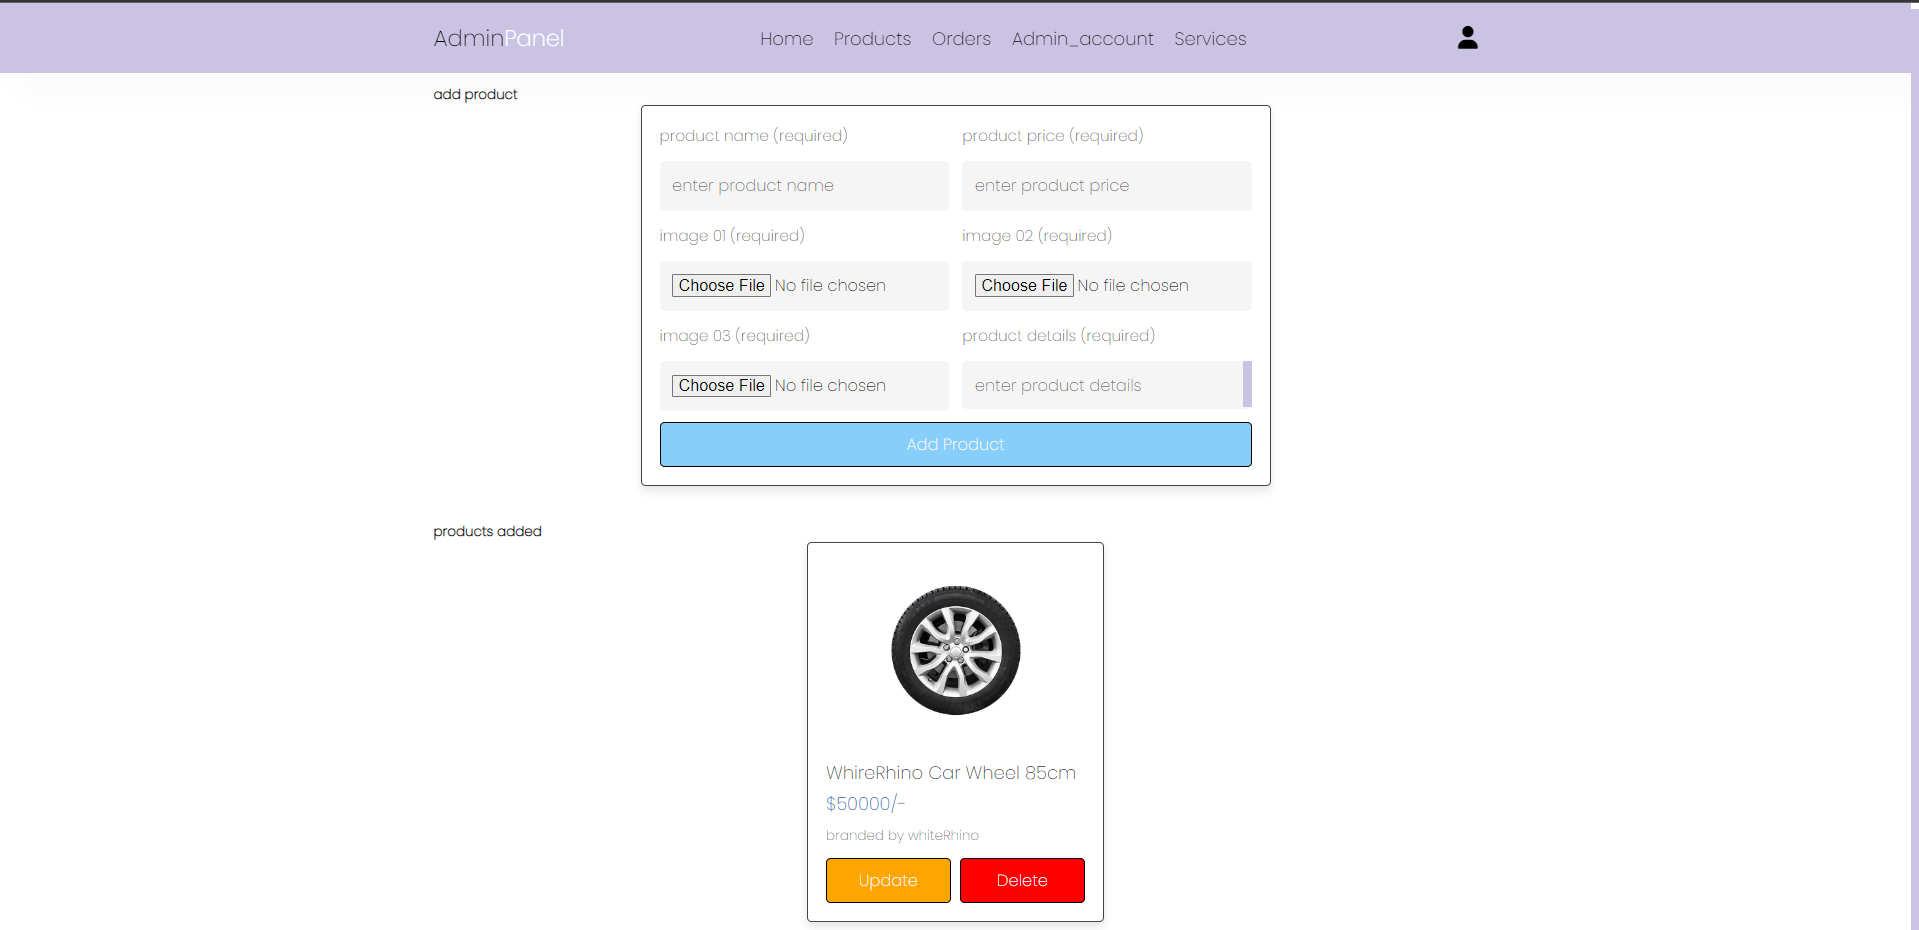 AdminPanel Home Products Orders Admin_account Services
add product
product name (required) product price (required)
enter product name enter product price
image 01 (required) image 02 (required)
Choose File No file chosen Choose File No file chosen
image 03 (required) product details (required)
Choose File No file chosen enter product details
Add Product
products added
WhireRhino Car Wheel 85cm
$50000/-
branded by whiteRhino
Update Delete